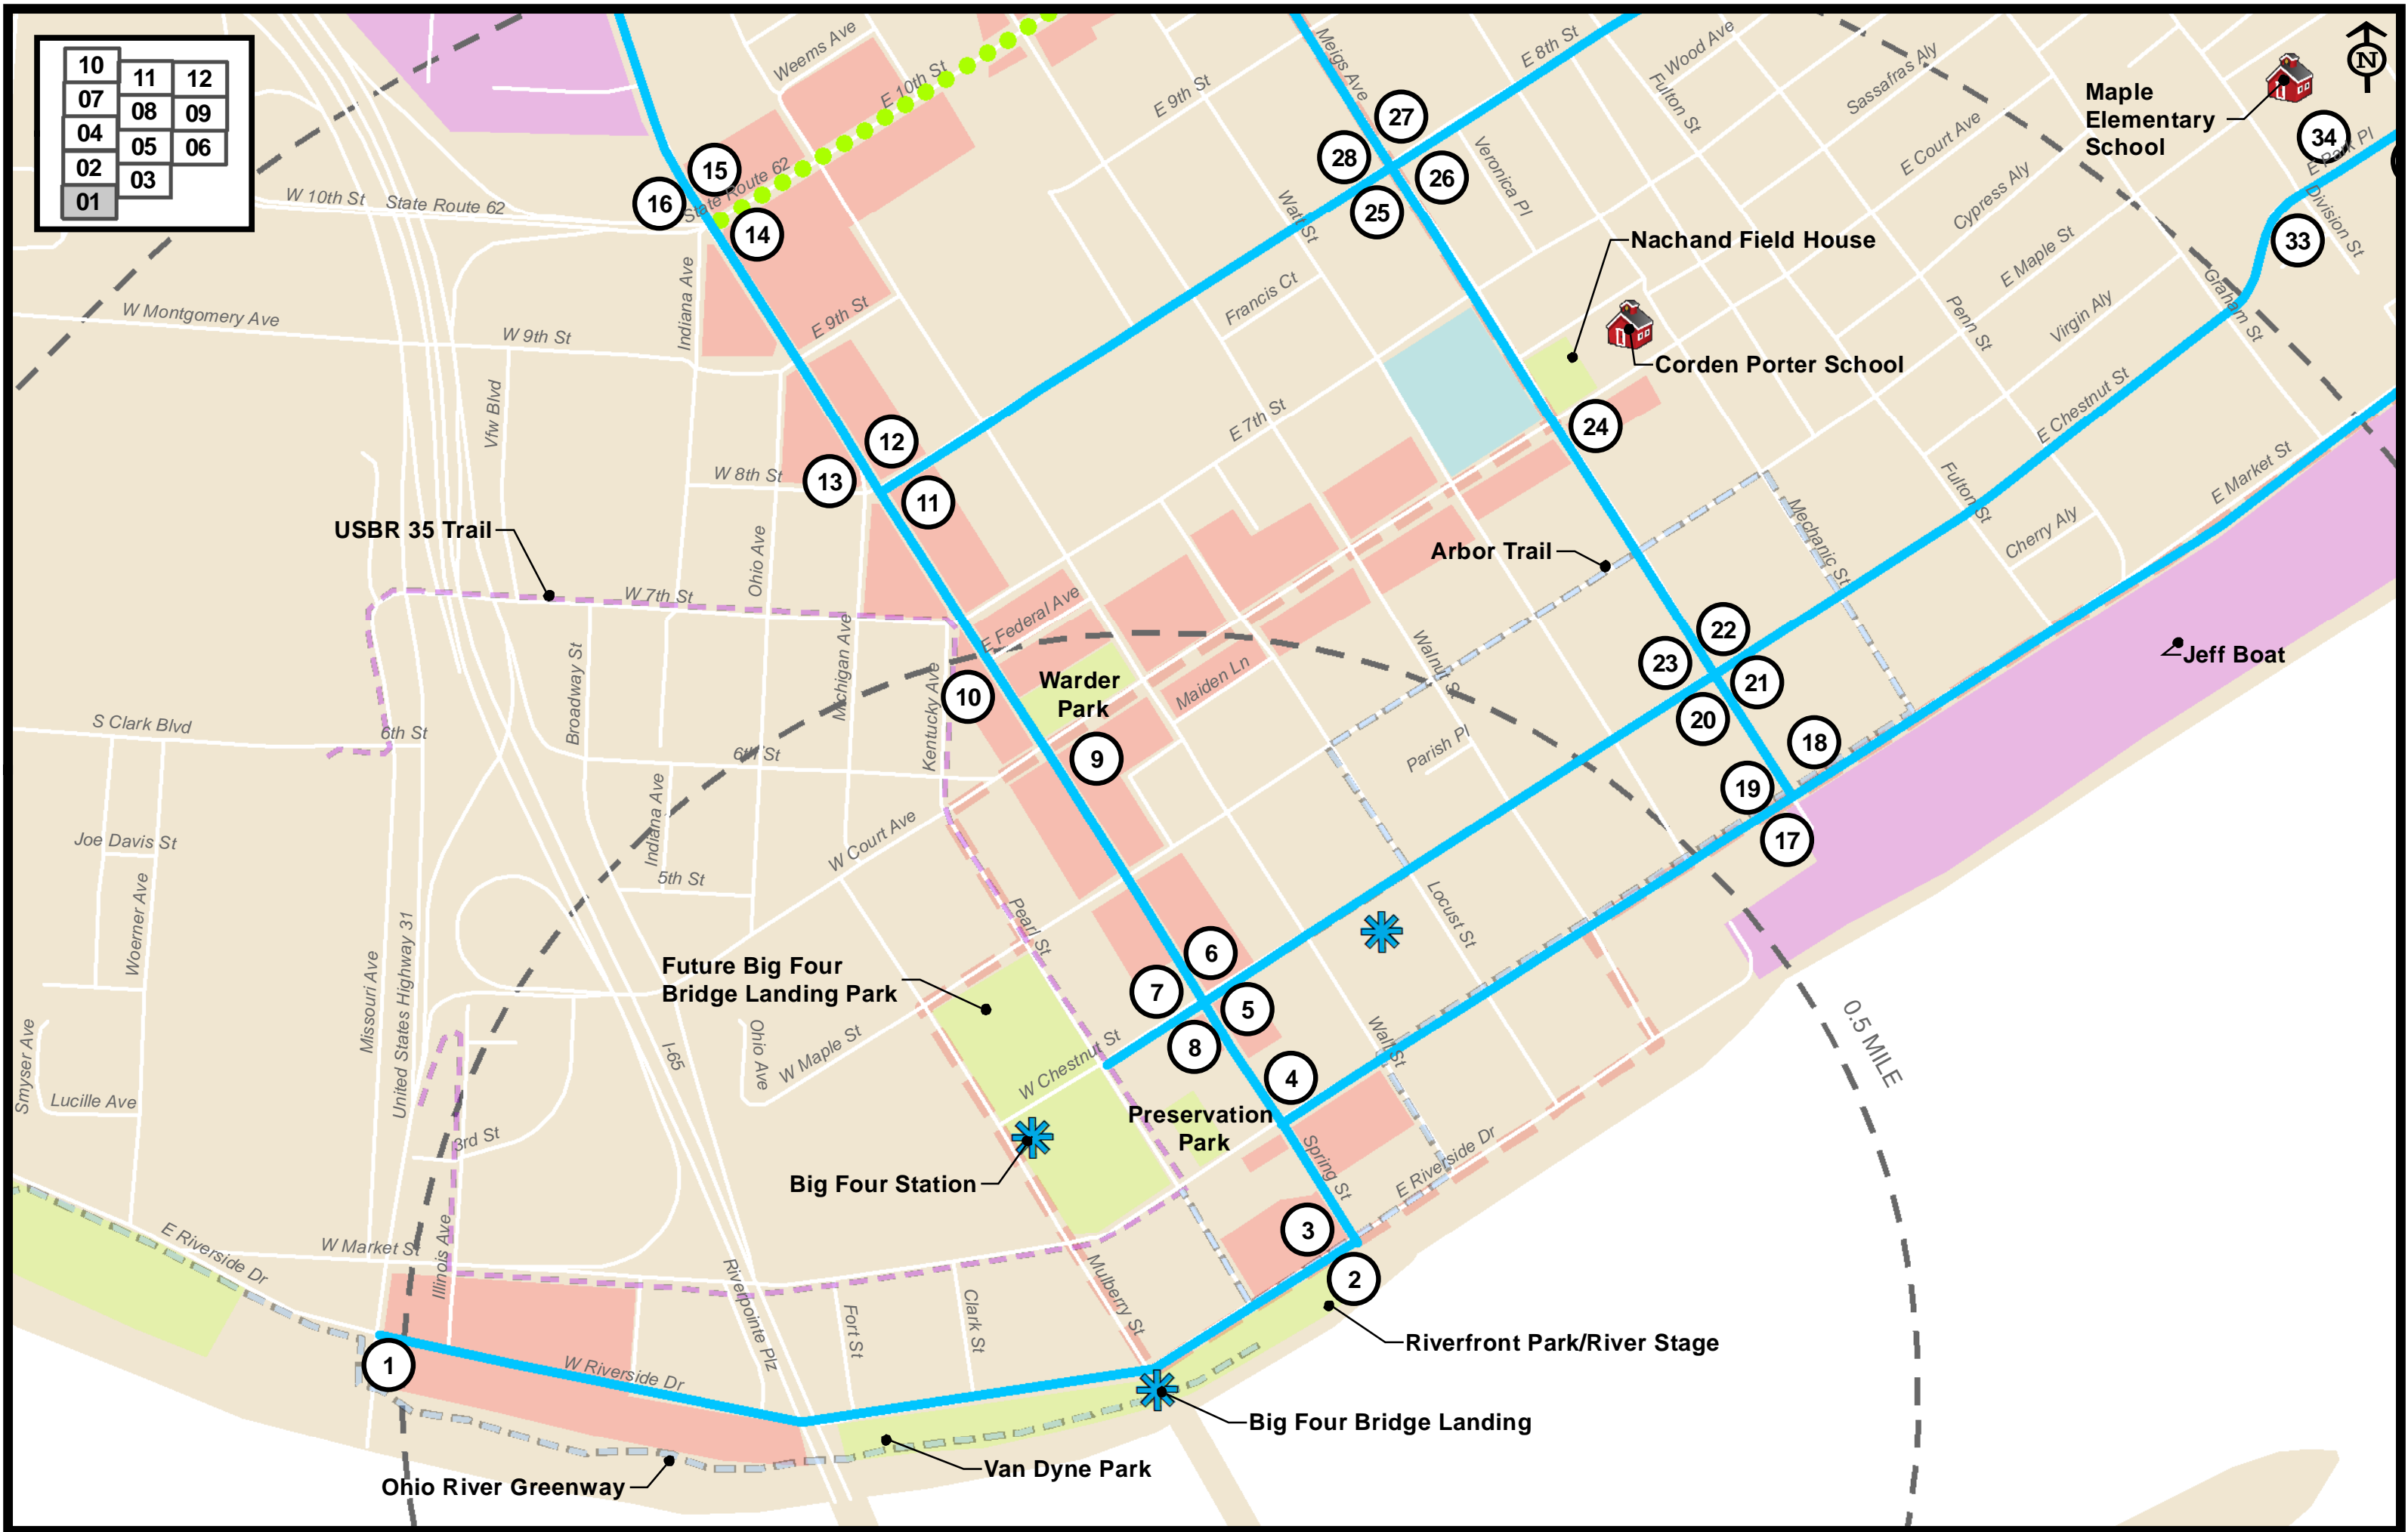 10
11
12
07
08
09
04
05
06
02
03
01
Weems Ave
E 10th St
E 9th St
Meigs Ave
E 8th St
Wood Ave
Fulton St
Sassafras Aly
Maple
Elementary
School
N
34
E Park Pl
27
28
26
25
Veronica Pl
E Court Ave
Cypress Aly
Division St
33
15
State Route 62
16
14
W 10th St
State Route 62
Watt St
Nachand Field House
E Maple St
Graham St
Francis Ct
Indiana Ave
W Montgomery Ave
W 9th St
E 9th St
Penn St
Virgin Aly
Corden Porter School
Vfw Blvd
E 7th St
24
E Chestnut St
12
W 8th St
13
11
E Market St
Fulton St
USBR 35 Trail
Ohio Ave
Arbor Trail
Mechanic St
Cherry Aly
W 7th St
E Federal Ave
22
23
21
20
Jeff Boat
Broadway St
Michigan Ave
Kentucky Ave
10
Warder
Park
Maiden Ln
Walnut St
S Clark Blvd
6th St
6th St
9
Parish Pl
18
19
17
Joe Davis St
Indiana Ave
W Court Ave
5th St
Woerner Ave
Missouri Ave
United States Highway 31
Pearl St
Locust St
6
7
5
8
Future Big Four
Bridge Landing Park
I-65
Ohio Ave
W Maple St
W Chestnut St
Wall St
0.5 MILE
Smyser Ave
Lucille Ave
4
Preservation
Park
3rd St
Big Four Station
Spring St
E Riverside Dr
3
2
E Riverside Dr
W Market St
Illinois Ave
Riverpointe Plz
Fort St
Clark St
Mulberry St
1
W Riverside Dr
Riverfront Park/River Stage
Big Four Bridge Landing
Van Dyne Park
Ohio River Greenway